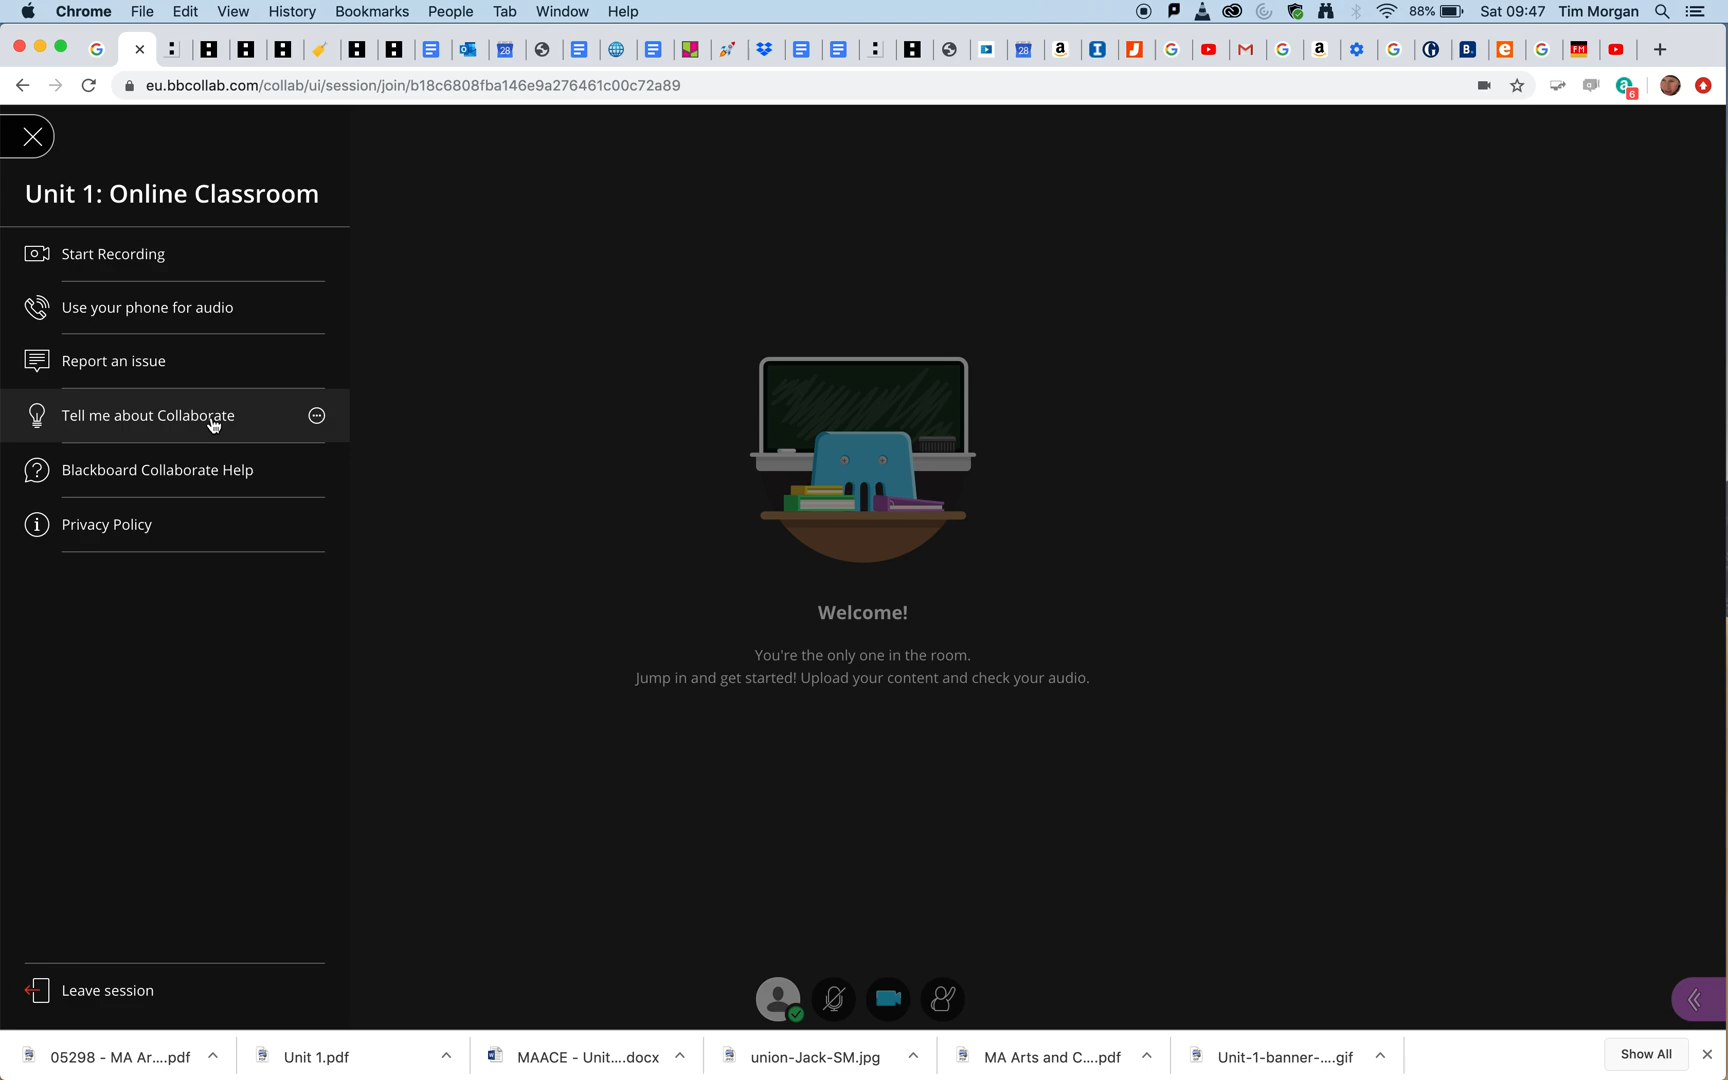 Chrome File Edit View History Bookmarks People Tab Window Help 88% Sat 09:47 Tim Morgan
eu.bbcollab.com/collab/ui/session/join/b18c6808fba146e9a276461c00c72a89
6
Unit 1: Online Classroom
Start Recording
Use your phone for audio
Report an issue
Tell me about Collaborate
Blackboard Collaborate Help
Privacy Policy
Welcome!
You're the only one in the room.
Jump in and get started! Upload your content and check your audio.
Leave session
05298 - MA Ar....pdf Unit 1.pdf MAACE - Unit....docx union-Jack-SM.jpg MA Arts and C....pdf Unit-1-banner-....gif Show All